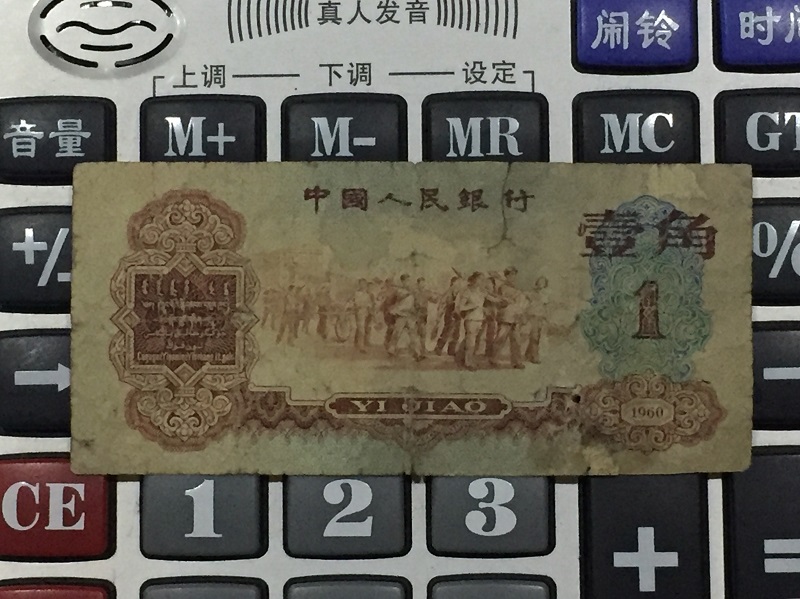 真人发音
闹铃
时间
上调
下调
设定
音量
M+
M-
MR
MC
GT
中國人民銀行
壹角
+/
%
1
YI JIAO
1960
CE
1
2
3
+